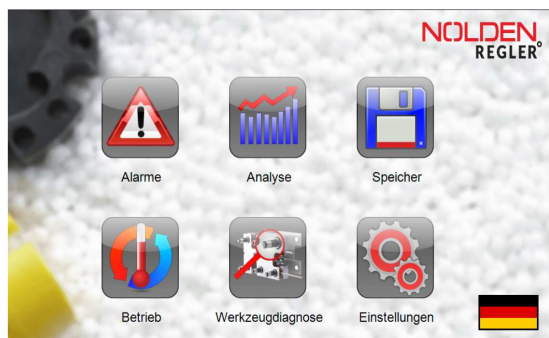 NOLDEN
REGLER
Alarme
Analyse
Speicher
Betrieb
Werkzeugdiagnose
Einstellungen